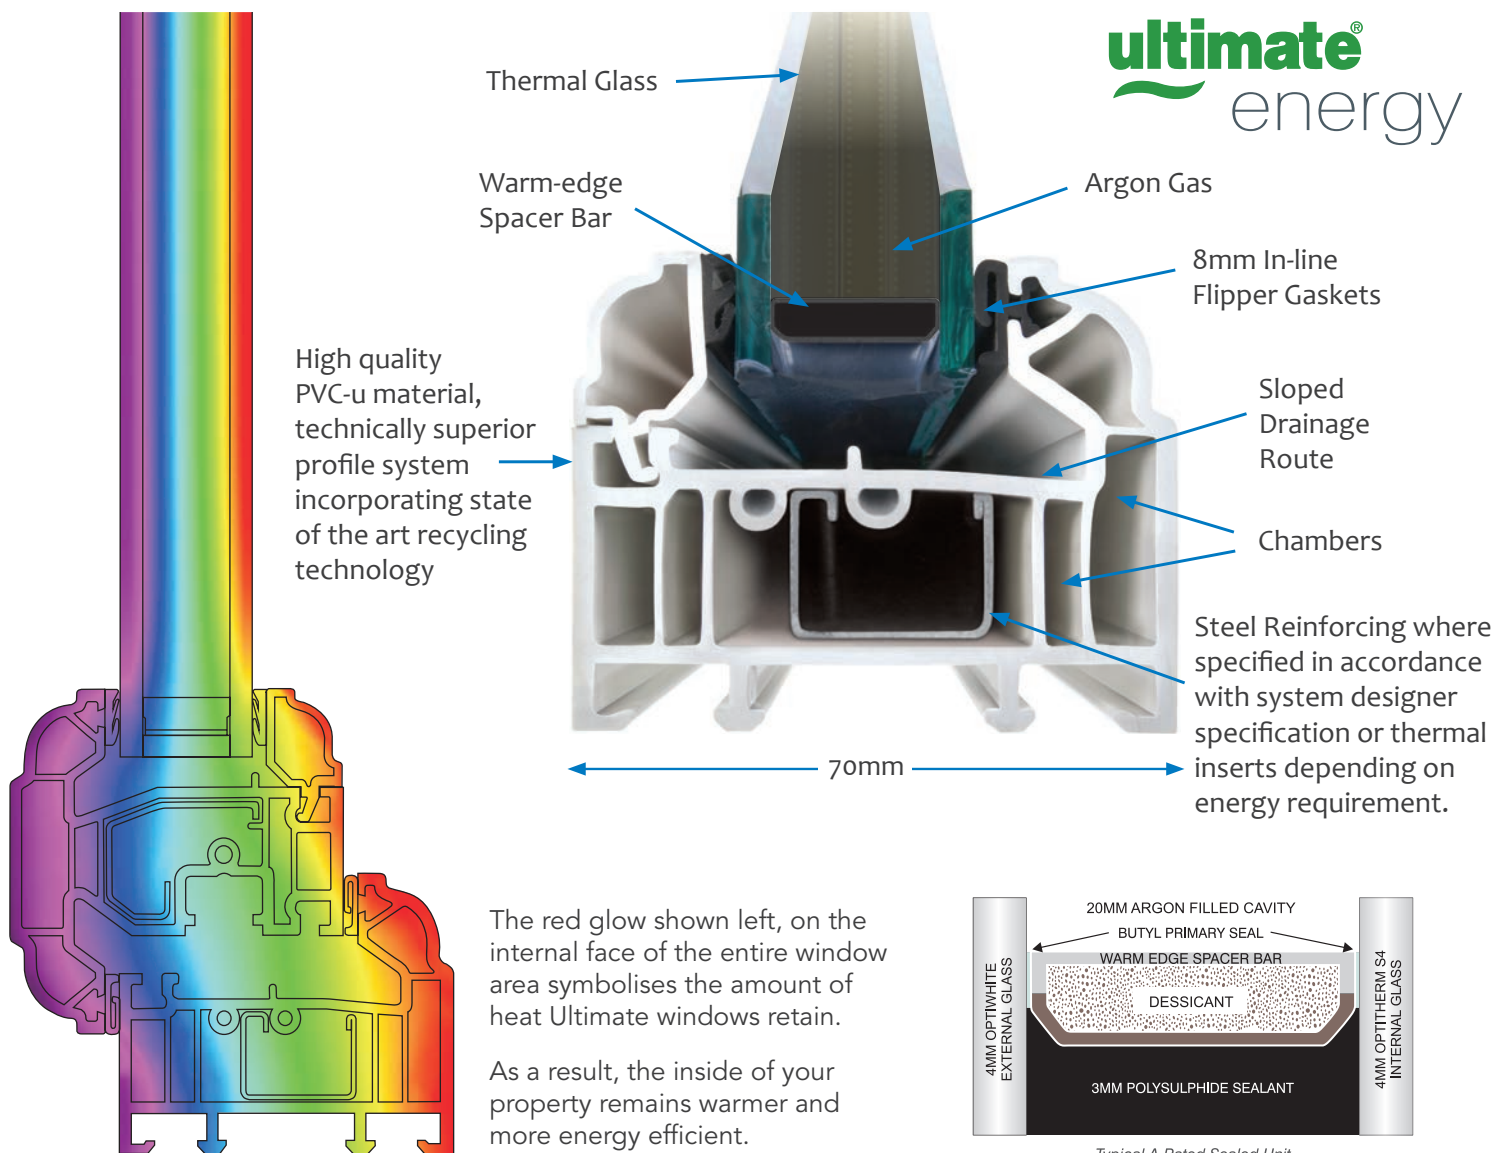 ultimate®
energy
Thermal Glass
Warm-edge
Spacer Bar
Argon Gas
8mm In-line
Flipper Gaskets
High quality
PVC-u material,
technically superior
profile system
incorporating state
of the art recycling
technology
Sloped
Drainage
Route
Chambers
Steel Reinforcing where
specified in accordance
with system designer
specification or thermal
inserts depending on
energy requirement.
70mm
The red glow shown left, on the
internal face of the entire window
area symbolises the amount of
heat Ultimate windows retain.
As a result, the inside of your
property remains warmer and
more energy efficient.
20MM ARGON FILLED CAVITY
BUTYL PRIMARY SEAL
WARM EDGE SPACER BAR
DESSICANT
3MM POLYSULPHIDE SEALANT
4MM OPTIWHITE
EXTERNAL GLASS
4MM OPTITHERM S4
INTERNAL GLASS
Typical A Rated Sealed Unit